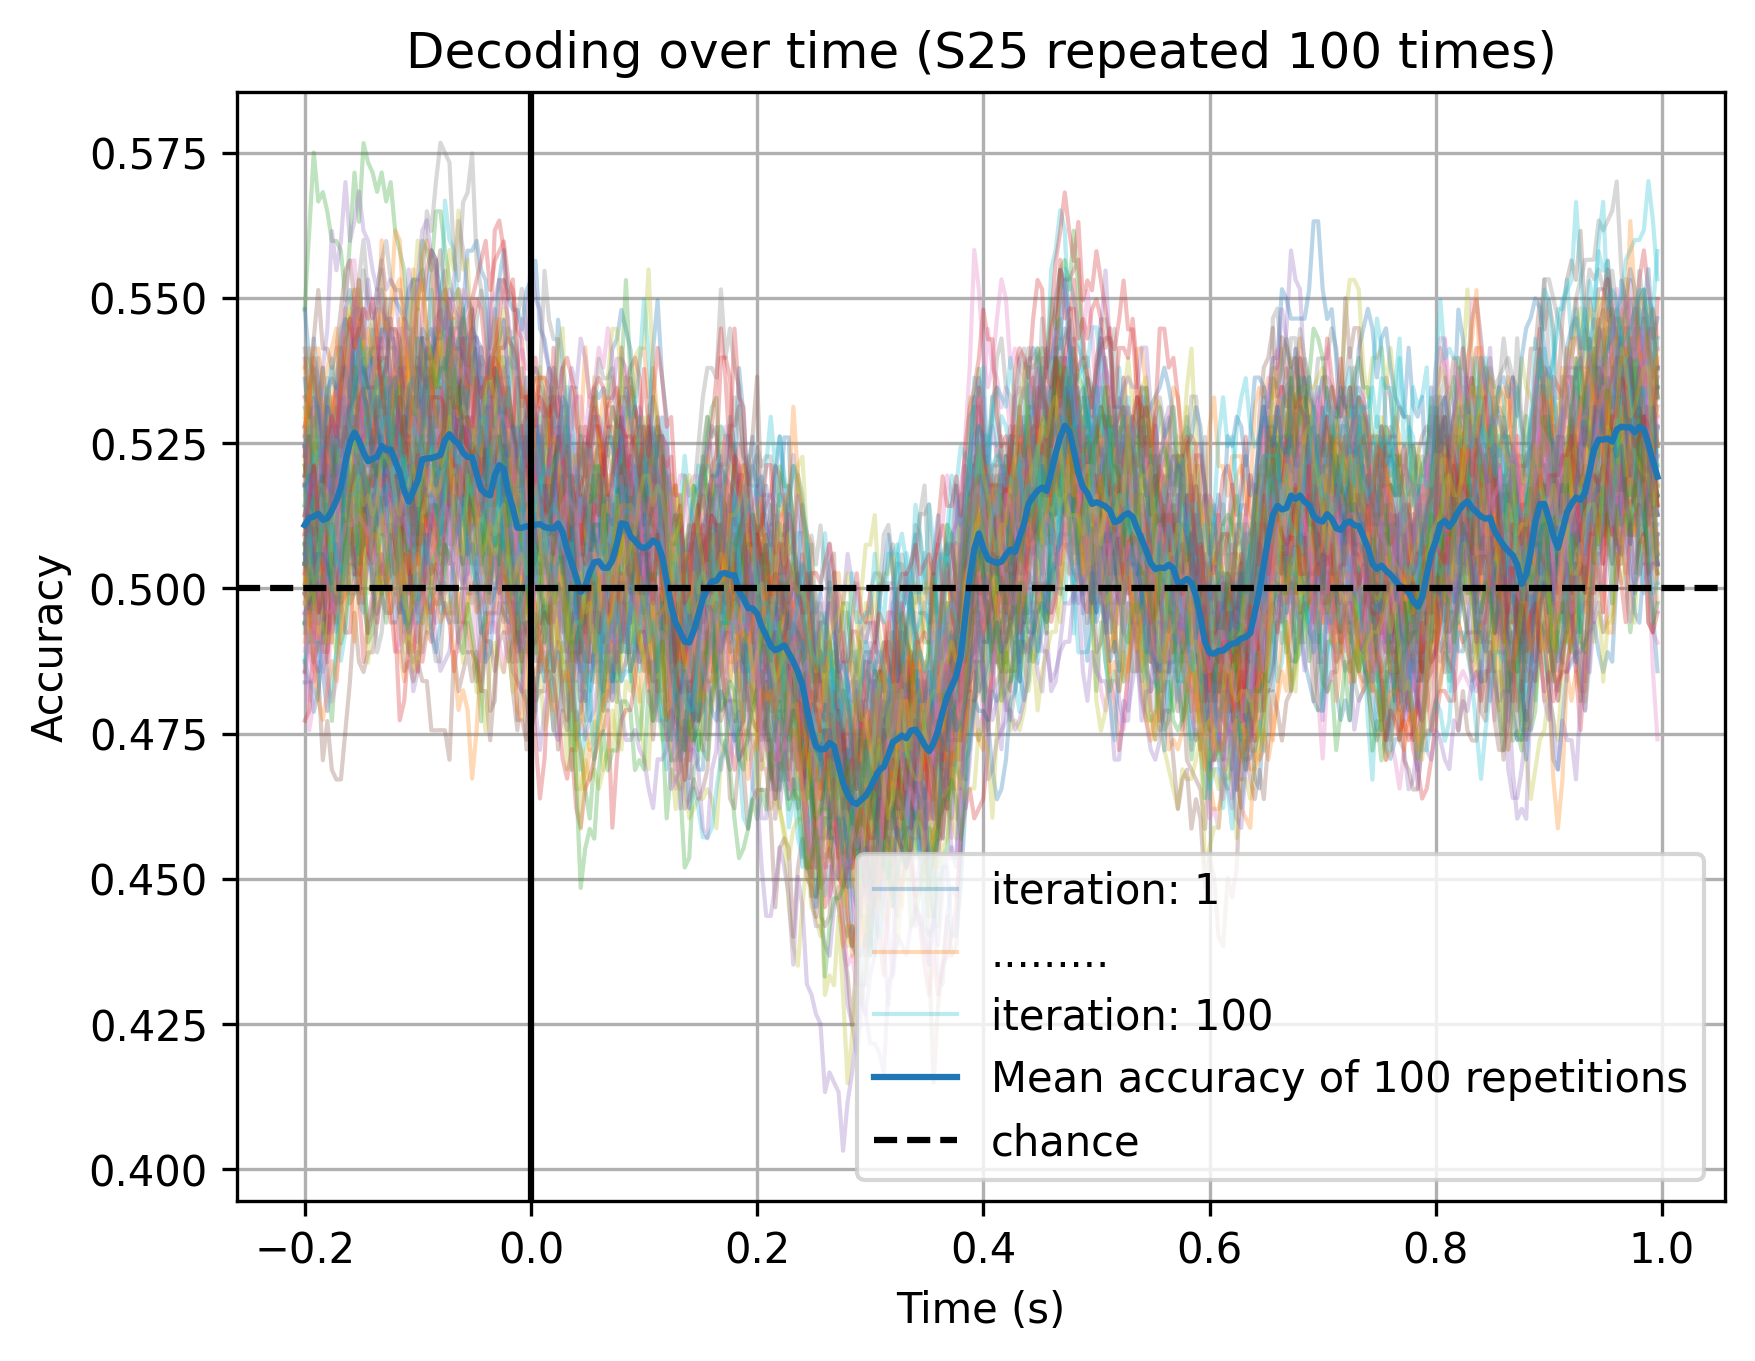 Decoding over time (S25 repeated 100 times)
0.575
0.550
0.525
0.500
0.475
0.450
0.425
0.400
Accuracy
iteration: 1
.........
iteration: 100
Mean accuracy of 100 repetitions
chance
−0.2 0.0 0.2 0.4 0.6 0.8 1.0
Time (s)